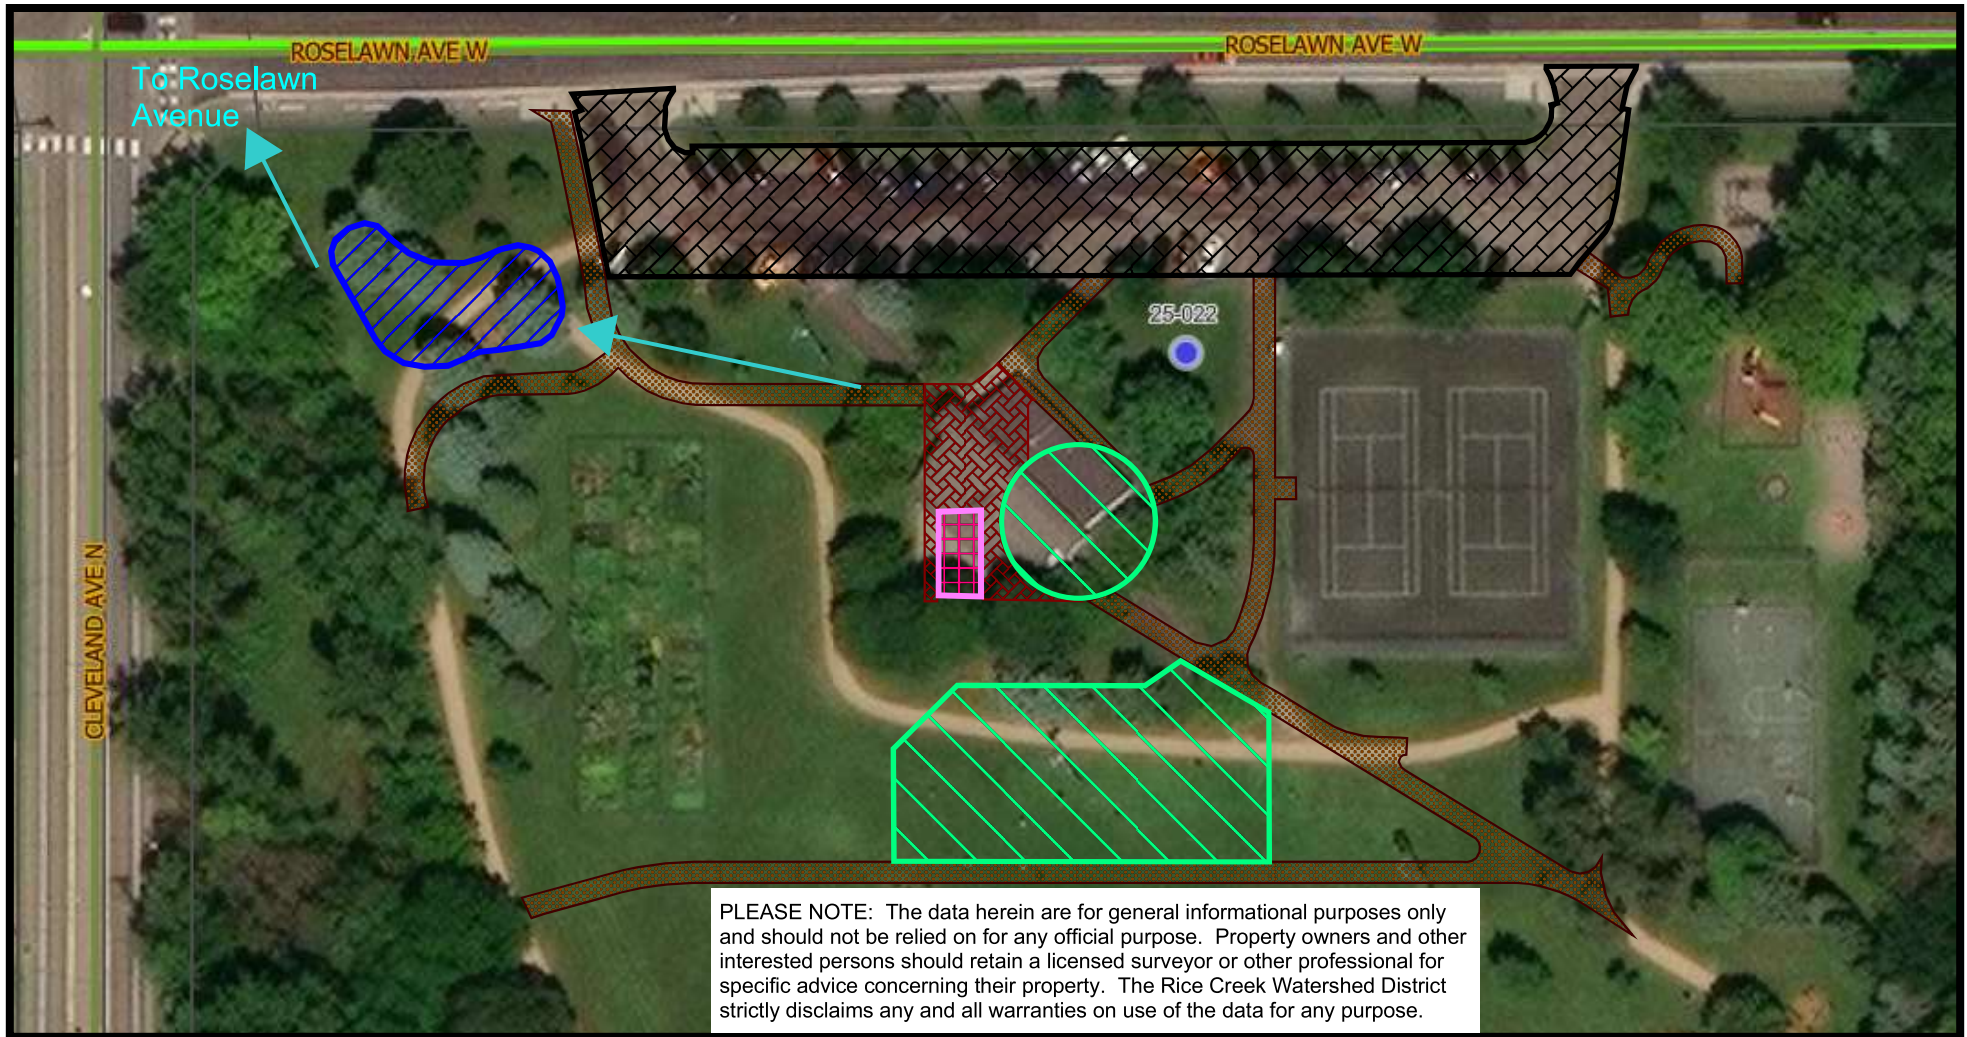 ROSELAWN AVE W
ROSELAWN AVE W
To Roselawn
Avenue
25-022
CLEVELAND AVE N
PLEASE NOTE:  The data herein are for general informational purposes only
and should not be relied on for any official purpose.  Property owners and other
interested persons should retain a licensed surveyor or other professional for
specific advice concerning their property.  The Rice Creek Watershed District
strictly disclaims any and all warranties on use of the data for any purpose.